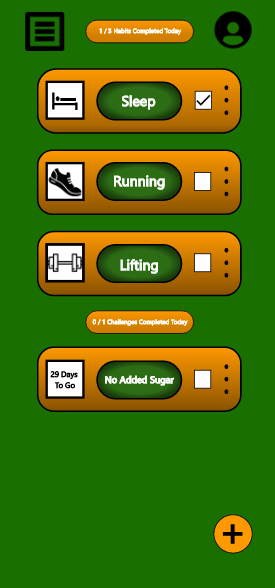 1 / 3 Habits Completed Today
Sleep
Running
Lifting
0 / 1 Challenges Completed Today
29 Days
To Go
No Added Sugar